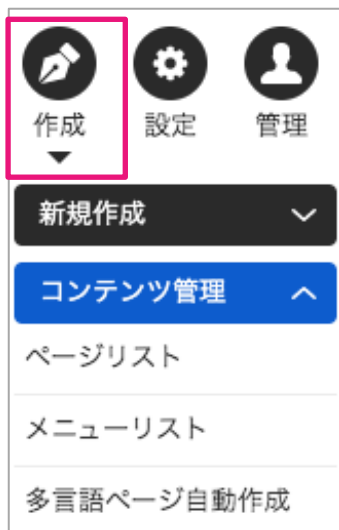 作成
設定
管理
新規作成
コンテンツ管理
ページリスト
メニューリスト
多言語ページ自動作成